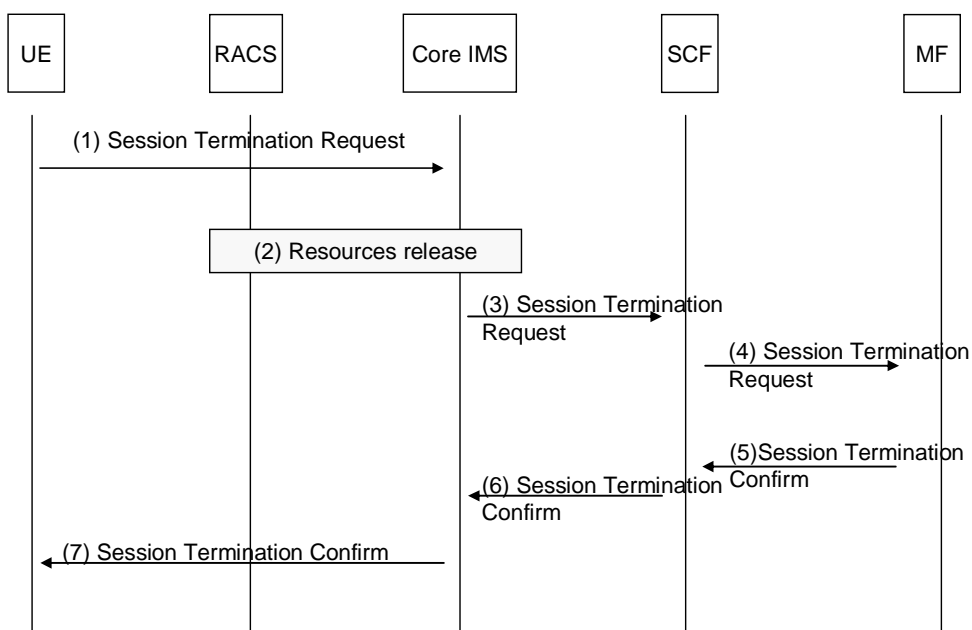 UE
RACS
Core IMS
SCF
MF
(1) Session Termination Request
(2) Resources release
(3) Session Termination
Request
(4) Session Termination
Request
(5)Session Termination
Confirm
(6) Session Termination
Confirm
(7) Session Termination Confirm